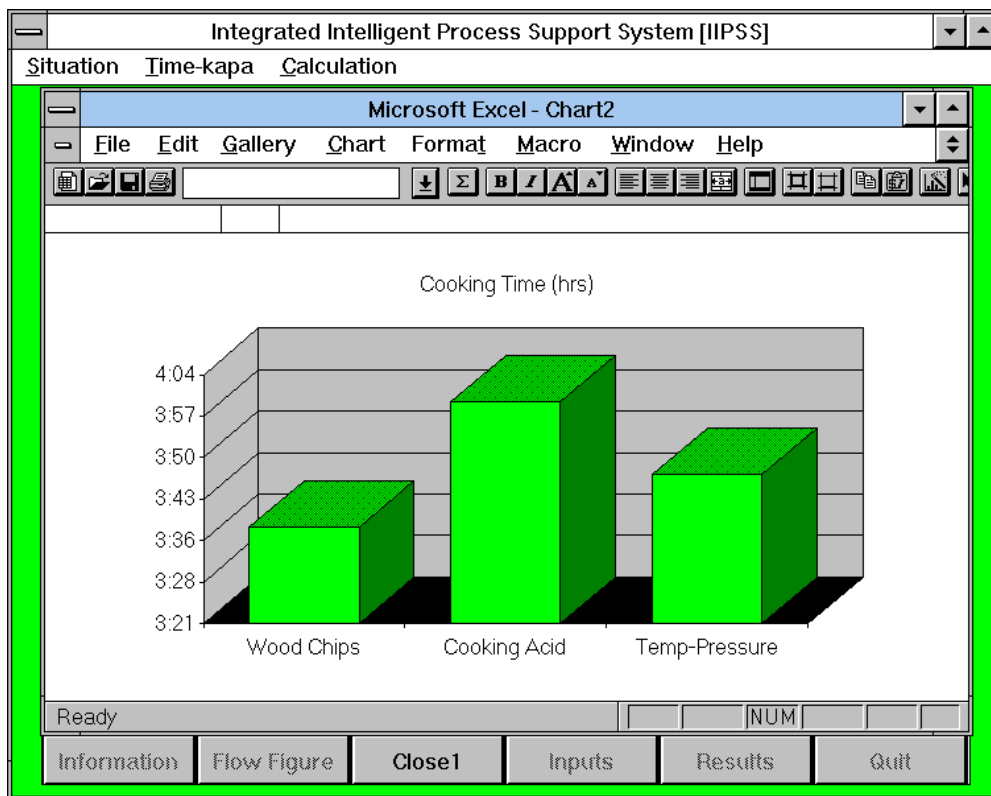 Integrated Intelligent Process Support System [IIPSS]
Situation Time-kapa Calculation
Microsoft Excel - Chart2
File Edit Gallery Chart Format Macro Window Help
Σ B I A A a
Cooking Time (hrs)
4:04
3:57
3:50
3:43
3:36
3:28
3:21
Wood Chips Cooking Acid Temp-Pressure
Ready NUM
Information Flow Figure Close1 Inputs Results Quit